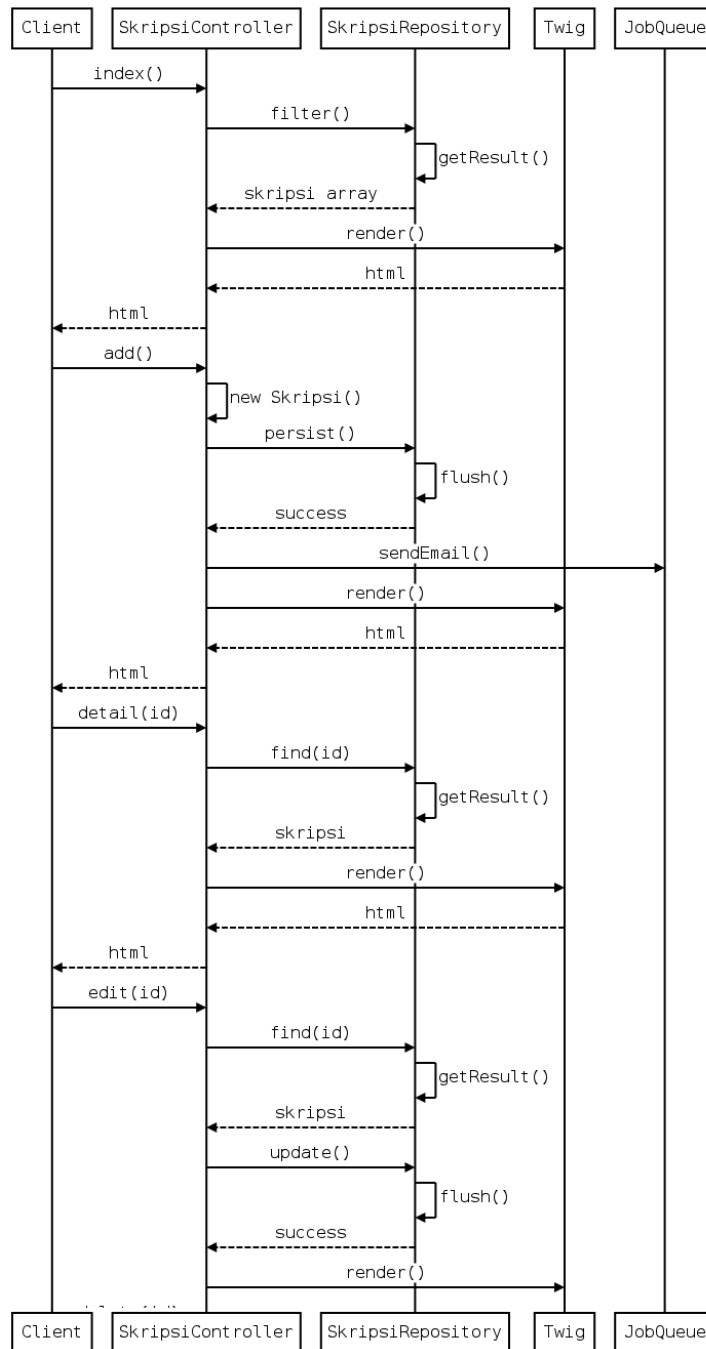 Client SkripsiController SkripsiRepository Twig JobQueue
index()
filter()
getResult()
skripsi array
render()
html
html
add()
new Skripsi()
persist()
flush()
success
sendEmail()
render()
html
html
detail(id)
find(id)
getResult()
skripsi
render()
html
html
edit(id)
find(id)
getResult()
skripsi
update()
flush()
success
render()
Client SkripsiController SkripsiRepository Twig JobQueue